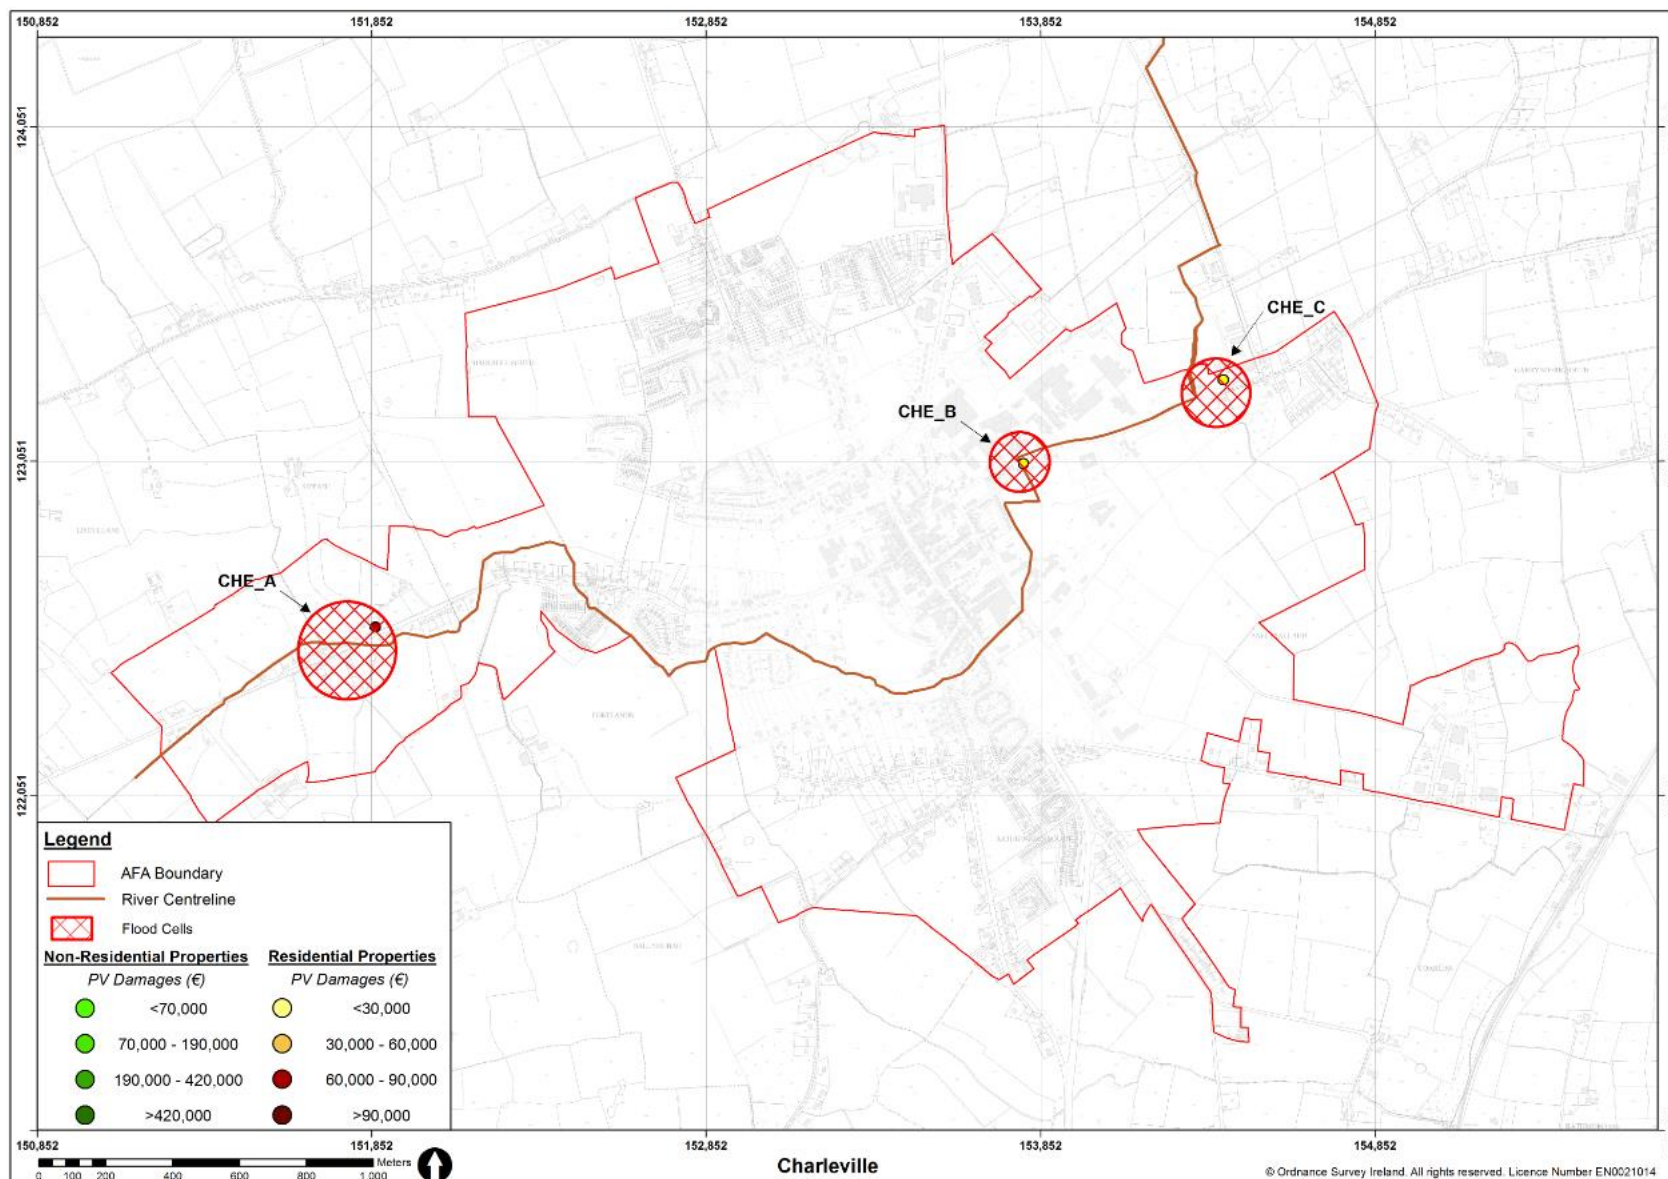 150,852 151,852 152,852 153,852 154,852
124,051
CHE_C
CHE_B
123,051
CHE_A
122,051
Legend
AFA Boundary
River Centreline
Flood Cells
Non-Residential Properties Residential Properties
PV Damages (€) PV Damages (€)
<70,000 <30,000
70,000 - 190,000 30,000 - 60,000
190,000 - 420,000 60,000 - 90,000
>420,000 >90,000
150,852 151,852 152,852 153,852 154,852
Meters
0 100 200 400 600 800 1,000
Charleville
© Ordnance Survey Ireland. All rights reserved. Licence Number EN0021014